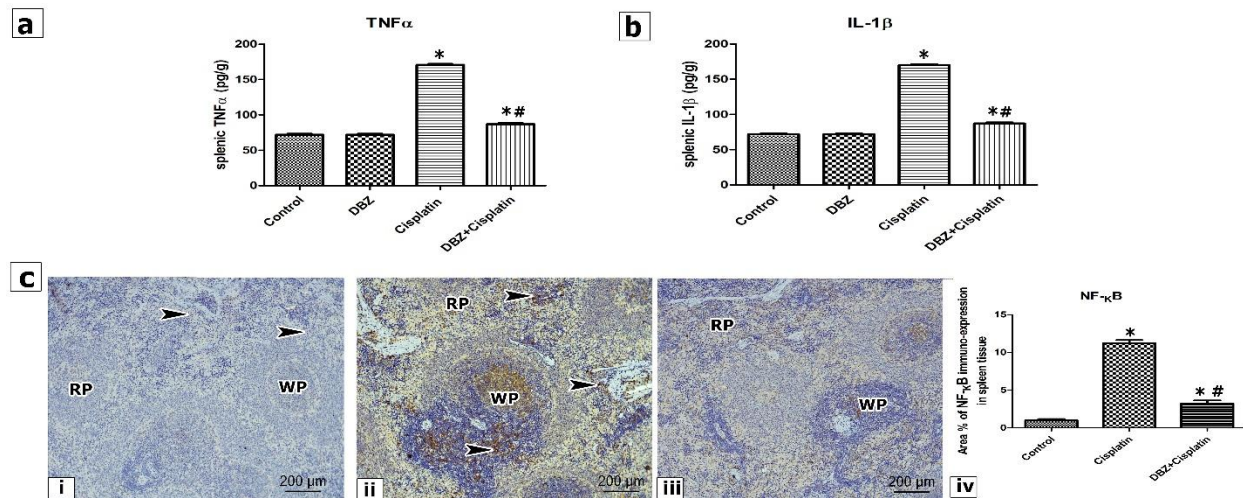 a
TNFα
splenic TNFα (pg/g)
200
150
100
50
0
*
*#
Control
DBZ
Cisplatin
DBZ+Cisplatin
b
IL-1β
splenic IL-1β (pg/g)
200
150
100
50
0
*
*#
Control
DBZ
Cisplatin
DBZ+Cisplatin
c
RP
WP
i
200 µm
RP
WP
ii
200 µm
RP
WP
iii
200 µm
NF-κB
Area % of NF-κB immuno-expression
in spleen tissue
15
10
5
0
*
* #
Control
Cisplatin
DBZ+Cisplatin
iv